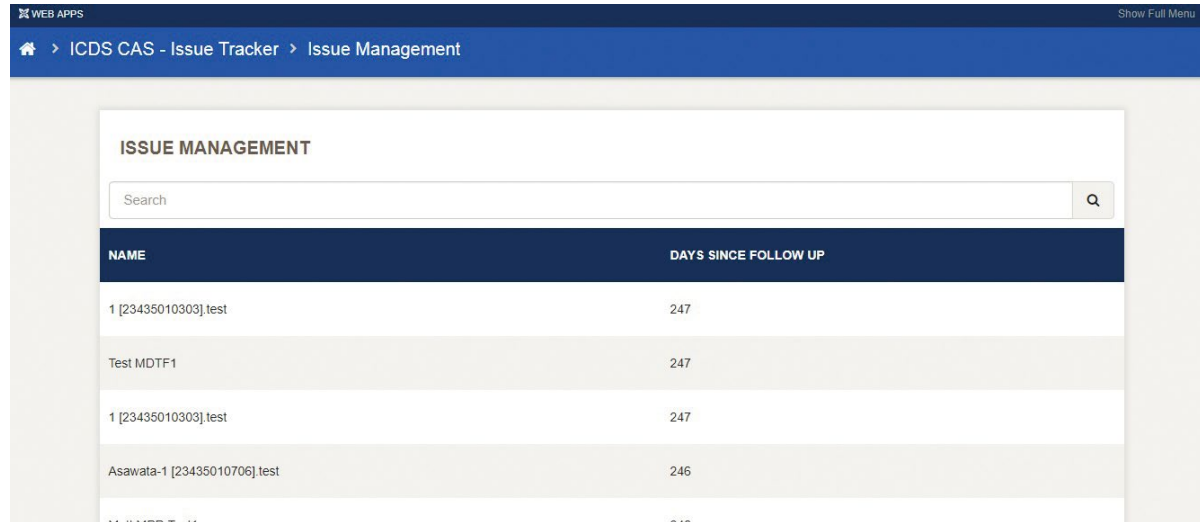 WEB APPS Show Full Menu
> ICDS CAS - Issue Tracker > Issue Management
ISSUE MANAGEMENT
Search
NAME DAYS SINCE FOLLOW UP
1 [23435010303].test 247
Test MDTF1 247
1 [23435010303].test 247
Asawata-1 [23435010706].test 246